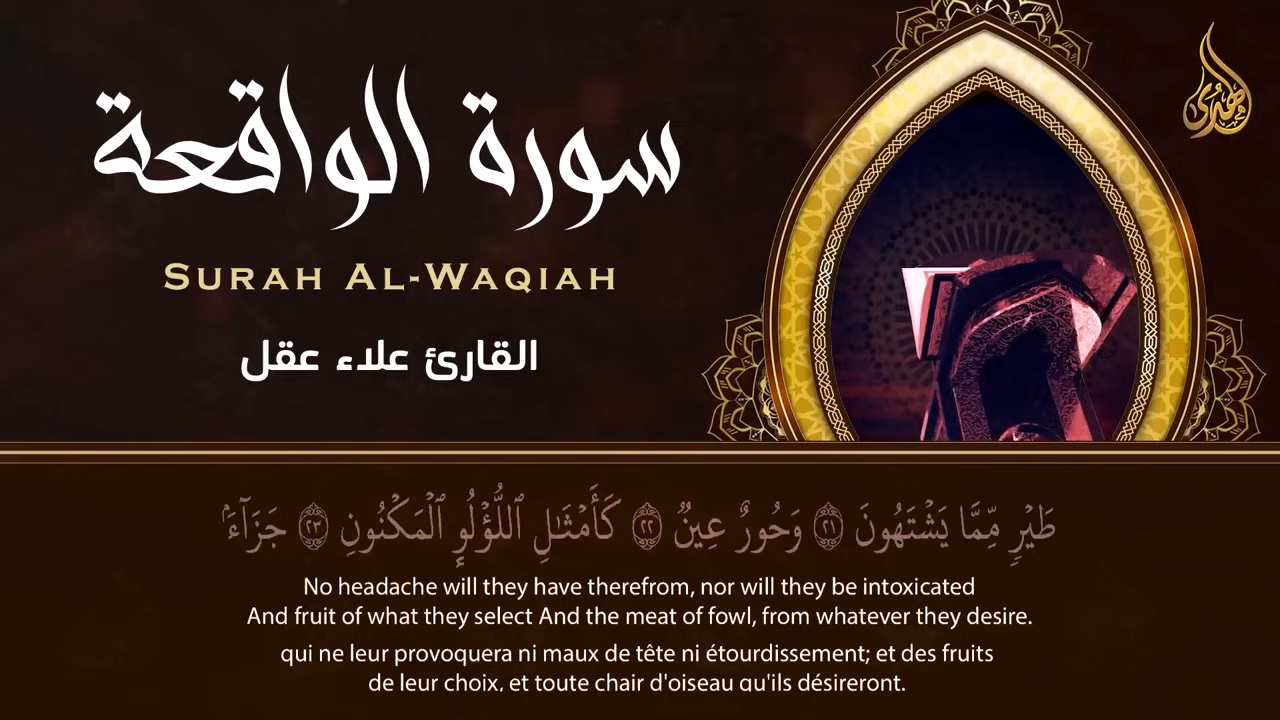 سورة الواقعة
SURAH AL-WAQIAH
القارئ علاء عقل
الهدى
طَيْرٍ مِّمَّا يَشْتَهُونَ ٢١ وَحُورٌ عِينٌ ٢٢ كَأَمْثَـٰلِ ٱللُّؤْلُؤِ ٱلْمَكْنُونِ ٢٣ جَزَآءًۢ
No headache will they have therefrom, nor will they be intoxicated
And fruit of what they select And the meat of fowl, from whatever they desire.
qui ne leur provoquera ni maux de tête ni étourdissement; et des fruits
de leur choix, et toute chair d'oiseau qu'ils désireront.